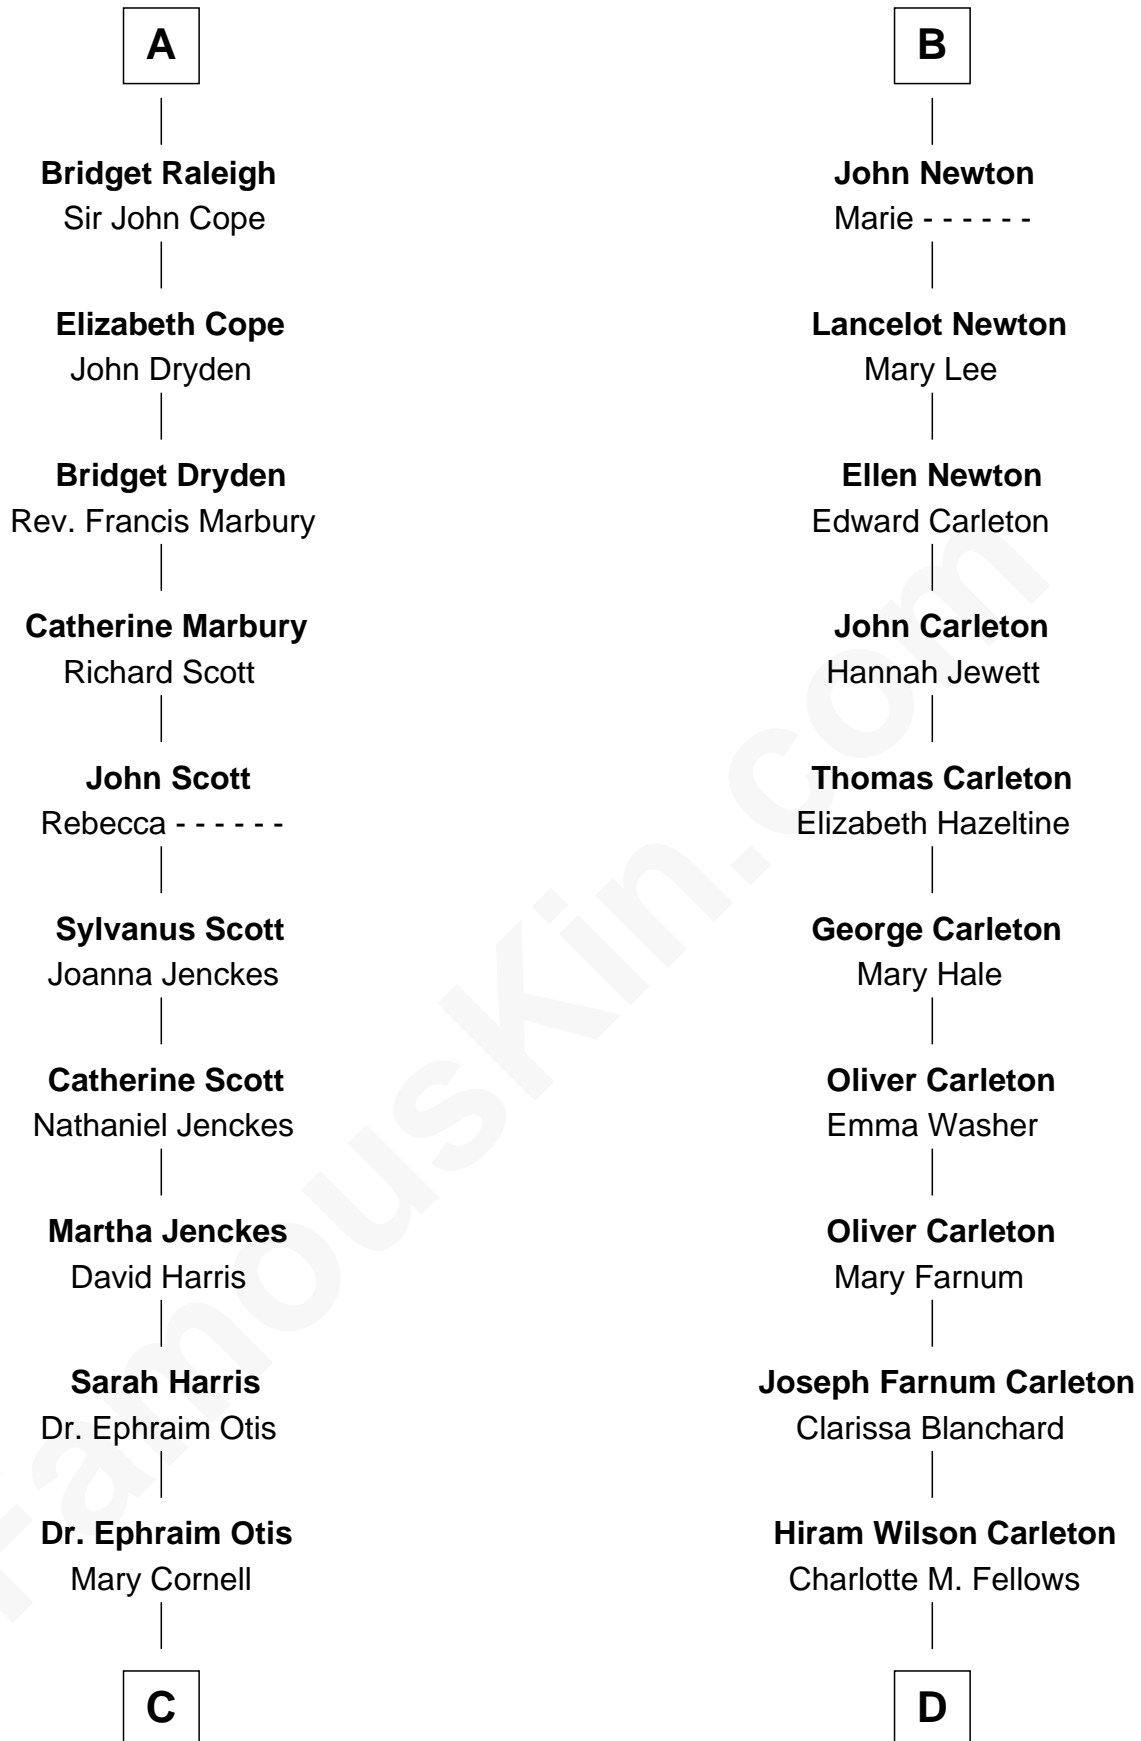 A
Bridget Raleigh
Sir John Cope
Elizabeth Cope
John Dryden
Bridget Dryden
Rev. Francis Marbury
Catherine Marbury
Richard Scott
John Scott
Rebecca - - - - - -
Sylvanus Scott
Joanna Jenckes
Catherine Scott
Nathaniel Jenckes
Martha Jenckes
David Harris
Sarah Harris
Dr. Ephraim Otis
Dr. Ephraim Otis
Mary Cornell
C
B
John Newton
Marie - - - - - -
Lancelot Newton
Mary Lee
Ellen Newton
Edward Carleton
John Carleton
Hannah Jewett
Thomas Carleton
Elizabeth Hazeltine
George Carleton
Mary Hale
Oliver Carleton
Emma Washer
Oliver Carleton
Mary Farnum
Joseph Farnum Carleton
Clarissa Blanchard
Hiram Wilson Carleton
Charlotte M. Fellows
D
FamousKin.com